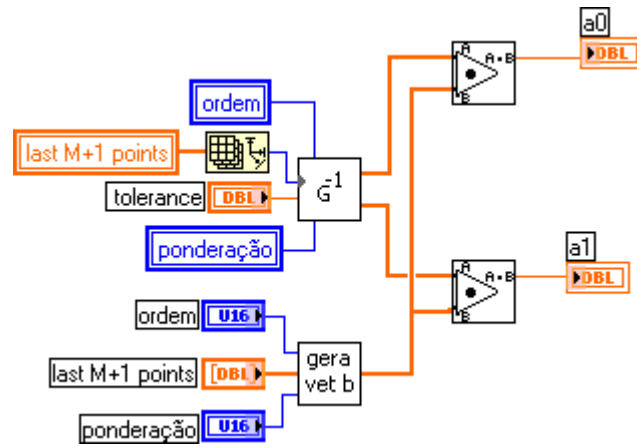 a0
A
A•B
B
DBL
ordem
last M+1 points
tolerance
DBL
G-1
ponderação
a1
A
A•B
B
DBL
ordem
U16
last M+1 points
[DBL]
gera
vet b
ponderação
U16